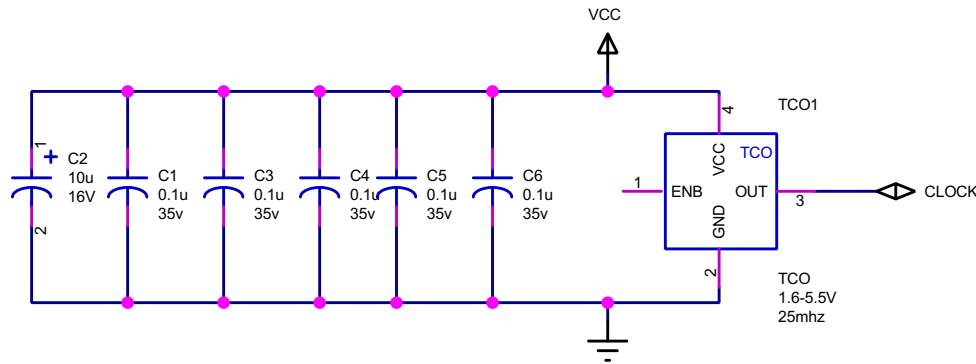 VCC
1
+
C2
10u
16V
2
C1
0.1u
35v
C3
0.1u
35v
C4
0.1u
35v
C5
0.1u
35v
C6
0.1u
35v
TCO1
4
VCC
TCO
1
ENB
OUT
3
CLOCK
GND
2
TCO
1.6-5.5V
25mhz